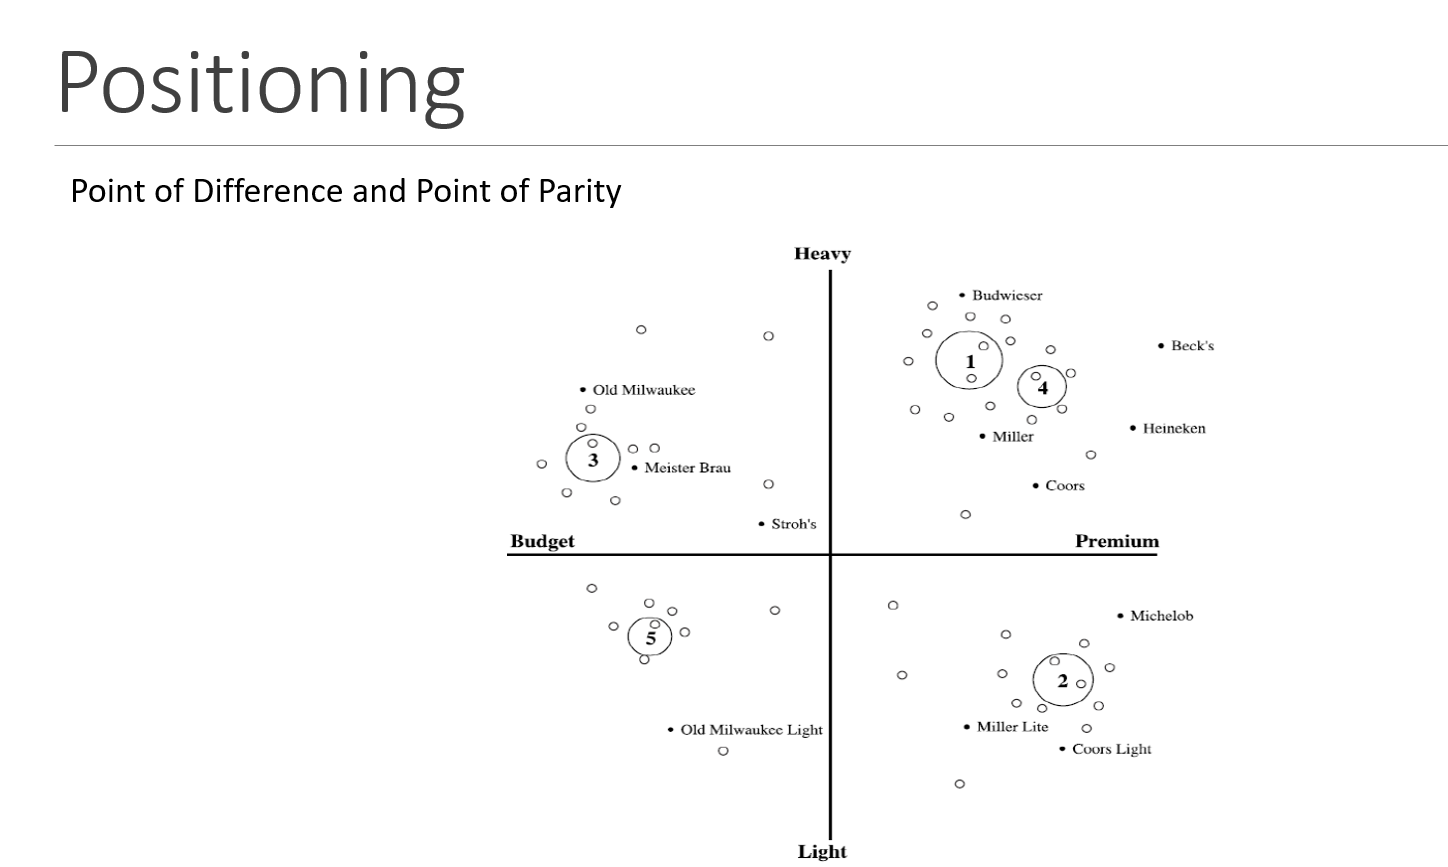 Positioning
Point of Difference and Point of Parity
Heavy
Budwieser
Beck's
1
4
Old Milwaukee
Heineken
Miller
3
Meister Brau
Coors
Stroh's
Budget
Premium
Michelob
5
2
Miller Lite
Old Milwaukee Light
Coors Light
Light